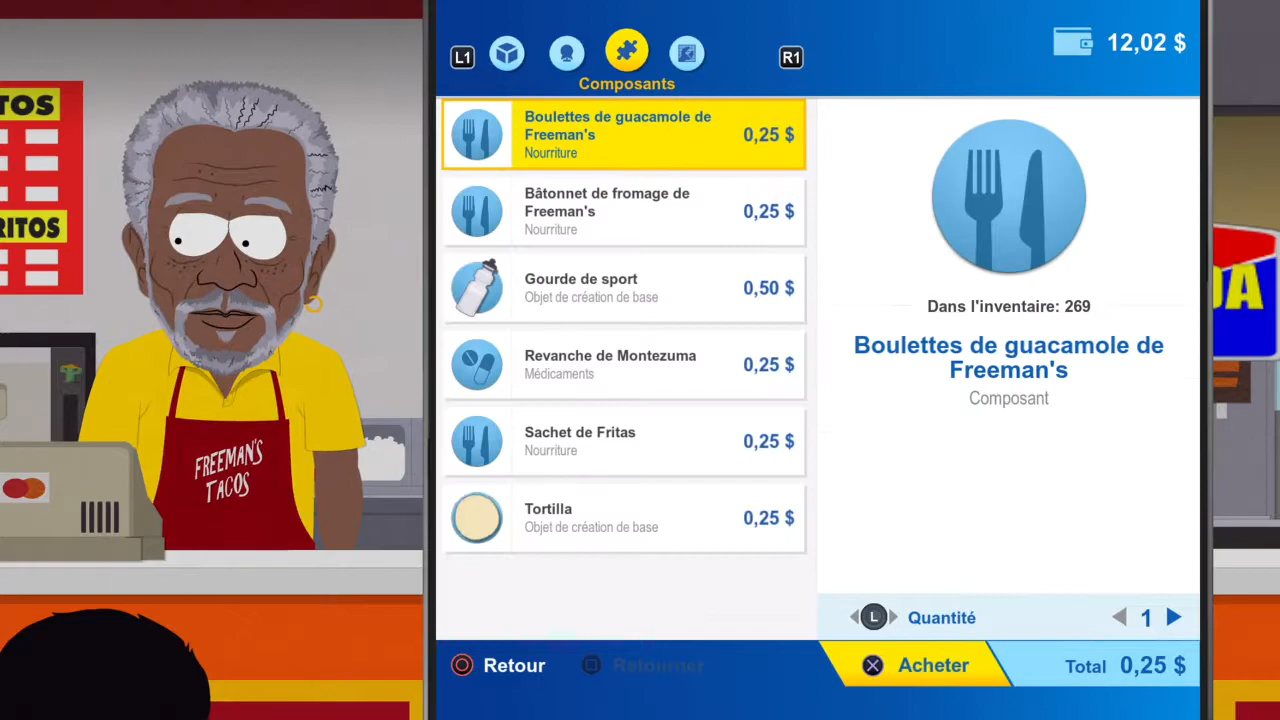 TOS
RITOS
FREEMAN'S
TACOS
L1
R1
Composants
12,02 $
Boulettes de guacamole de
Freeman's
Nourriture
0,25 $
Bâtonnet de fromage de
Freeman's
Nourriture
0,25 $
Gourde de sport
Objet de création de base
0,50 $
Revanche de Montezuma
Médicaments
0,25 $
Sachet de Fritas
Nourriture
0,25 $
Tortilla
Objet de création de base
0,25 $
Dans l'inventaire: 269
Boulettes de guacamole de
Freeman's
Composant
L Quantité 1
Retour
Retourner
Acheter
Total 0,25 $
DA